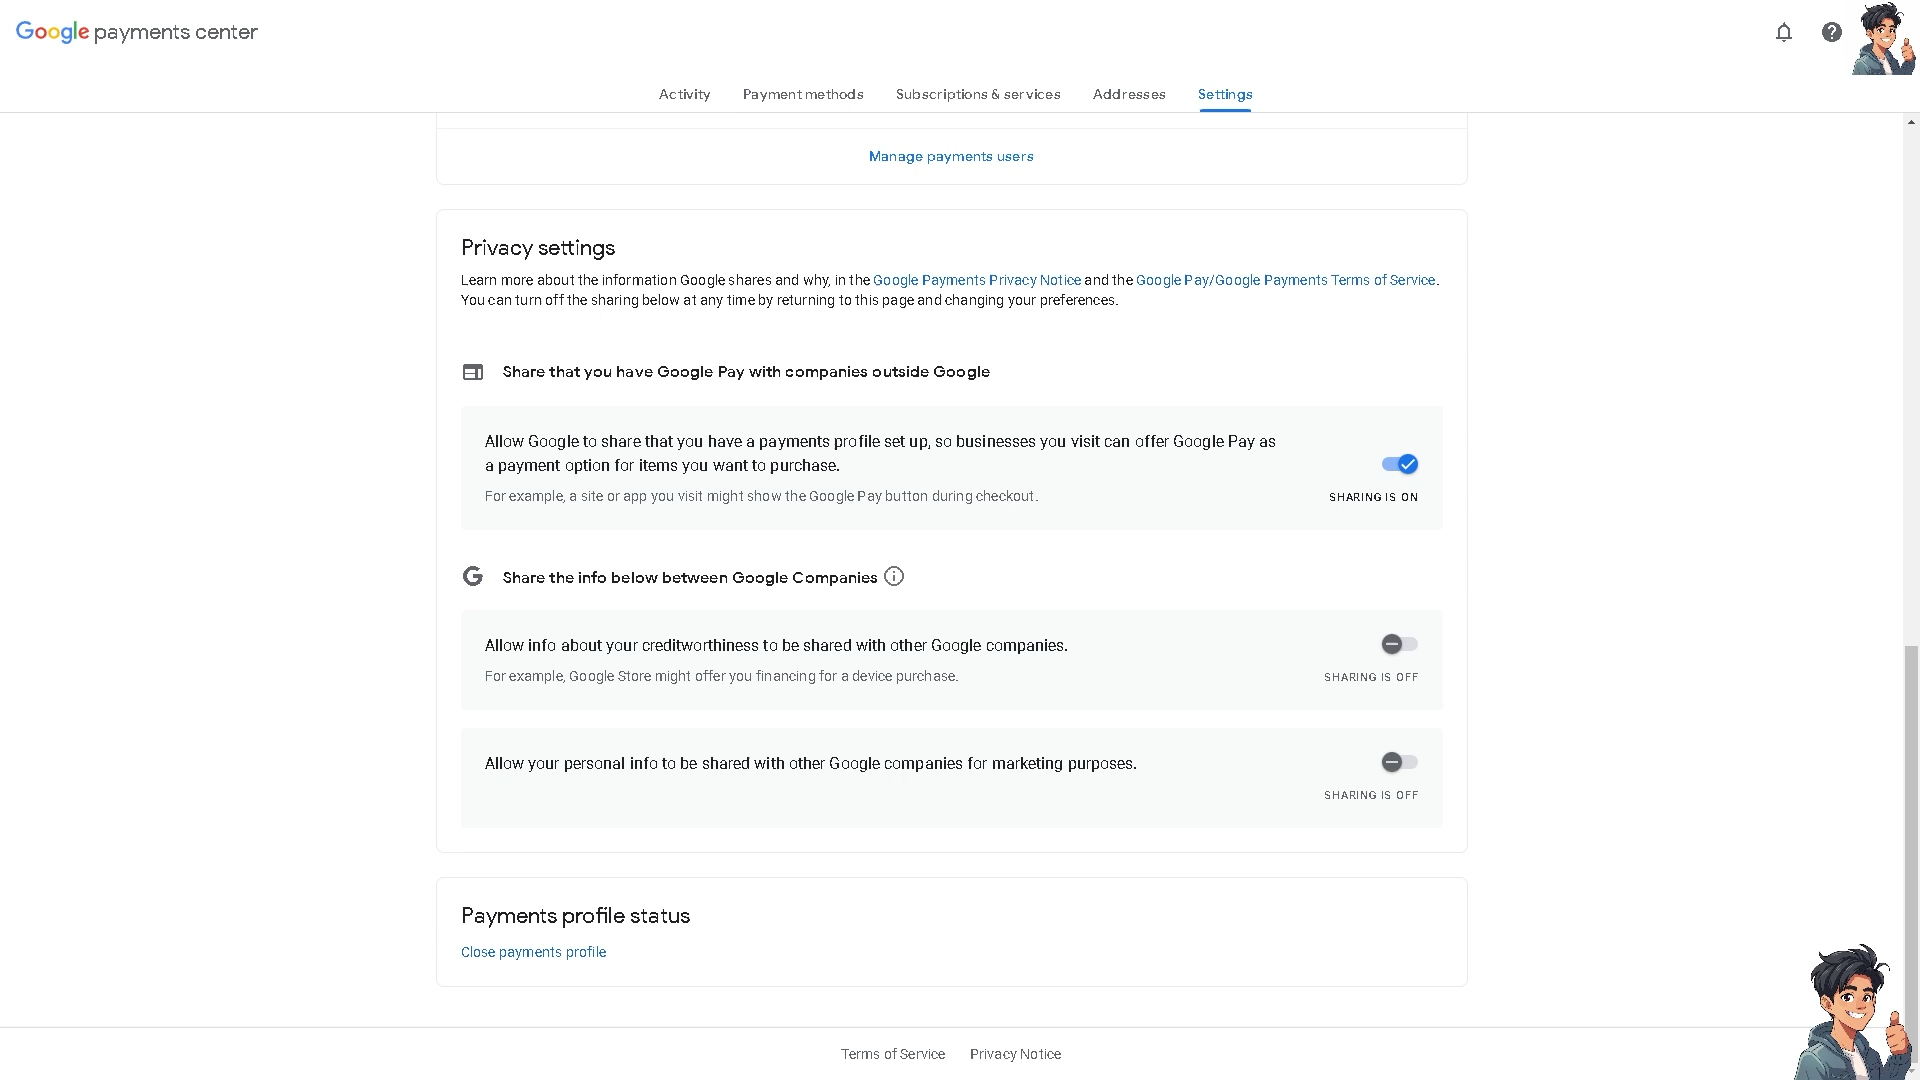 Google payments center
Activity
Payment methods
Subscriptions & services
Addresses
Settings
Manage payments users
Privacy settings
Learn more about the information Google shares and why, in the Google Payments Privacy Notice and the Google Pay/Google Payments Terms of Service.
You can turn off the sharing below at any time by returning to this page and changing your preferences.
Share that you have Google Pay with companies outside Google
Allow Google to share that you have a payments profile set up, so businesses you visit can offer Google Pay as
a payment option for items you want to purchase.
For example, a site or app you visit might show the Google Pay button during checkout.
SHARING IS ON
Share the info below between Google Companies
Allow info about your creditworthiness to be shared with other Google companies.
For example, Google Store might offer you financing for a device purchase.
SHARING IS OFF
Allow your personal info to be shared with other Google companies for marketing purposes.
SHARING IS OFF
Payments profile status
Close payments profile
Terms of Service
Privacy Notice